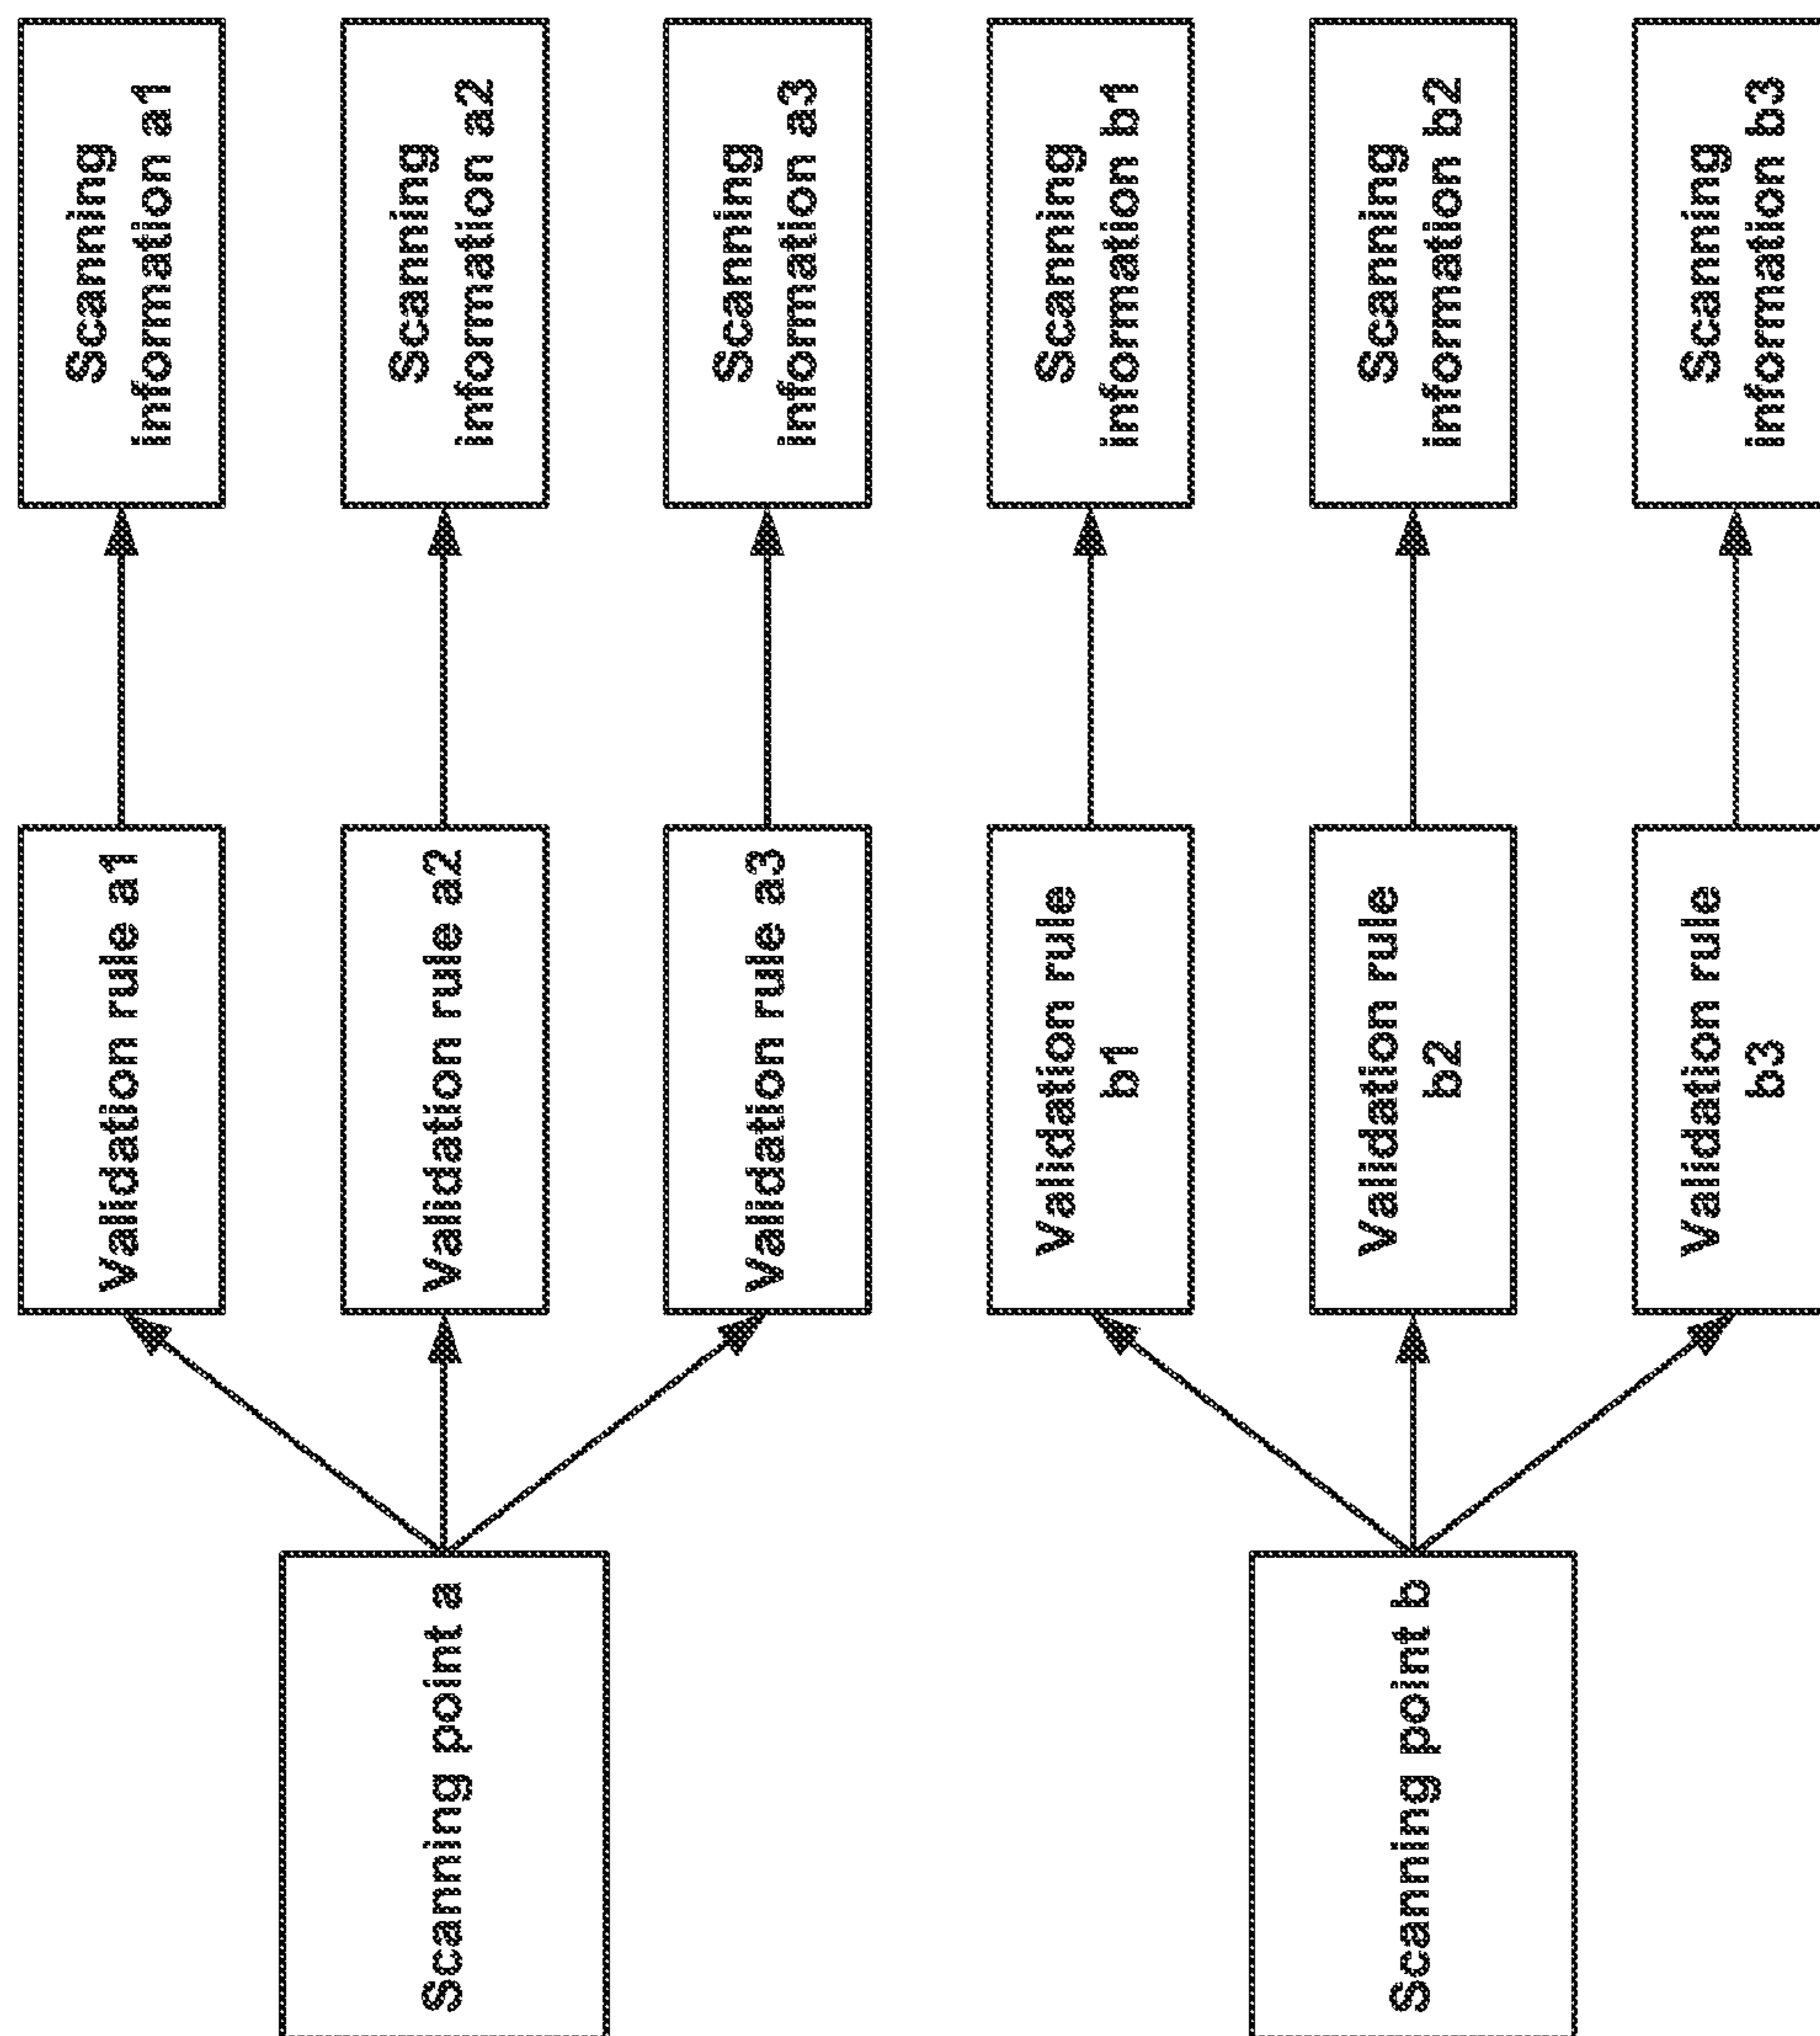 Validation rule a1
Scanning
information a1
Scanning point a
Validation rule a2
Scanning
information a2
Validation rule a3
Scanning
information a3
Validation rule
b1
Scanning
information b1
Scanning point b
Validation rule
b2
Scanning
information b2
Validation rule
b3
Scanning
information b3